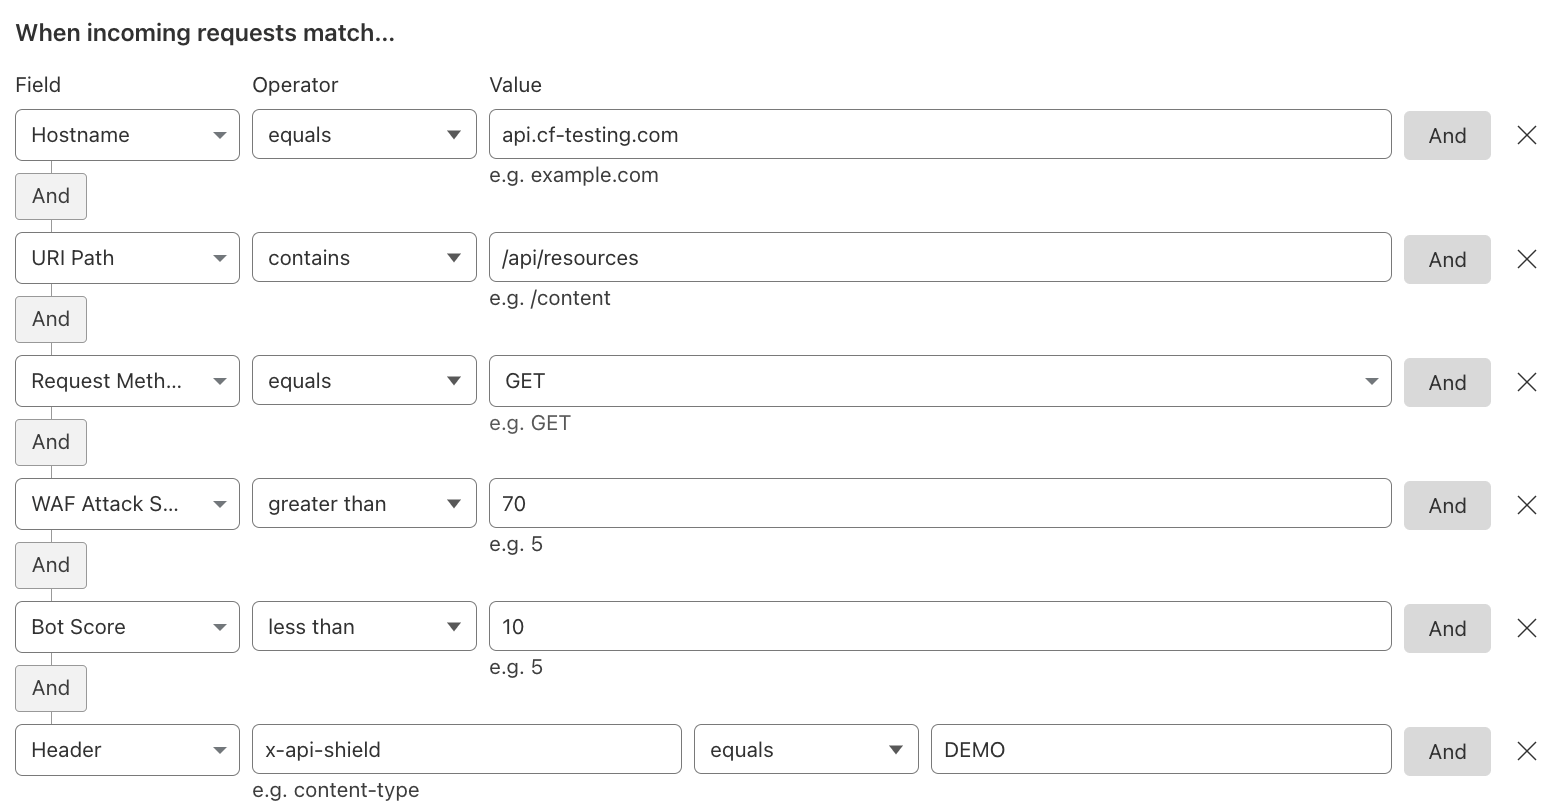 When incoming requests match...
Field Operator Value
Hostname equals api.cf-testing.com And
e.g. example.com
And
URI Path contains /api/resources And
e.g. /content
And
Request Meth... equals GET And
e.g. GET
And
WAF Attack S... greater than 70 And
e.g. 5
And
Bot Score less than 10 And
e.g. 5
And
Header x-api-shield equals DEMO And
e.g. content-type